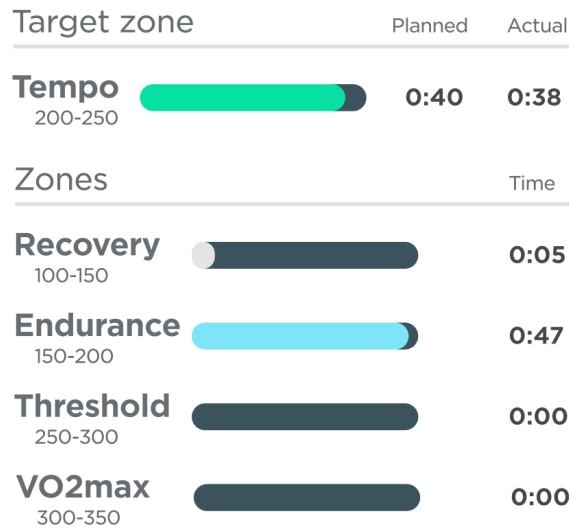 Target zone Planned Actual
Tempo 0:40 0:38
200-250
Zones Time
Recovery 0:05
100-150
Endurance 0:47
150-200
Threshold 0:00
250-300
VO2max 0:00
300-350